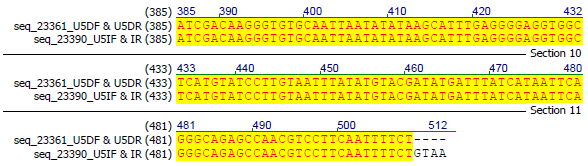 (385) 385 390 400 410 420 432
seq_23361_U5DF & U5DR (385) ATCGACAAGGGTGTGCAATTAATATATAAGCATTTGAGGGGAGGTGGC
seq_23390_U5IF & IR (385) ATCGACAAGGGTGTGCAATTAATATATAAGCATTTGAGGGGAGGTGGC
Section 10
(433) 433 440 450 460 470 480
seq_23361_U5DF & U5DR (433) TCATGTATCCTTGTAATTTATATGTACGATATGATTTATCATAATTCA
seq_23390_U5IF & IR (433) TCATGTATCCTTGTAATTTATATGTACGATATGATTTATCATAATTCA
Section 11
(481) 481 490 500 512
seq_23361_U5DF & U5DR (481) GGGCAGAGCCAACGTCCTTCAATTTTCT----
seq_23390_U5IF & IR (481) GGGCAGAGCCAACGTCCTTCAATTTTCTGTAA